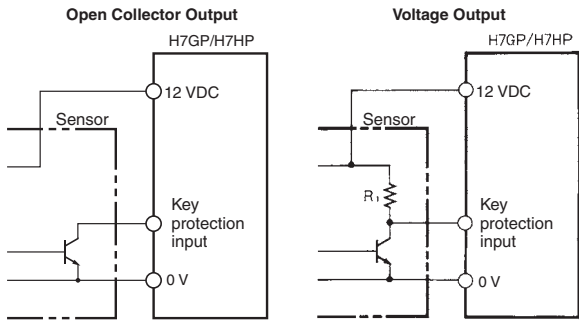 Open Collector Output
H7GP/H7HP
12 VDC
Sensor
Key
protection
input
0 V
Voltage Output
H7GP/H7HP
12 VDC
Sensor
R1
Key
protection
input
0 V